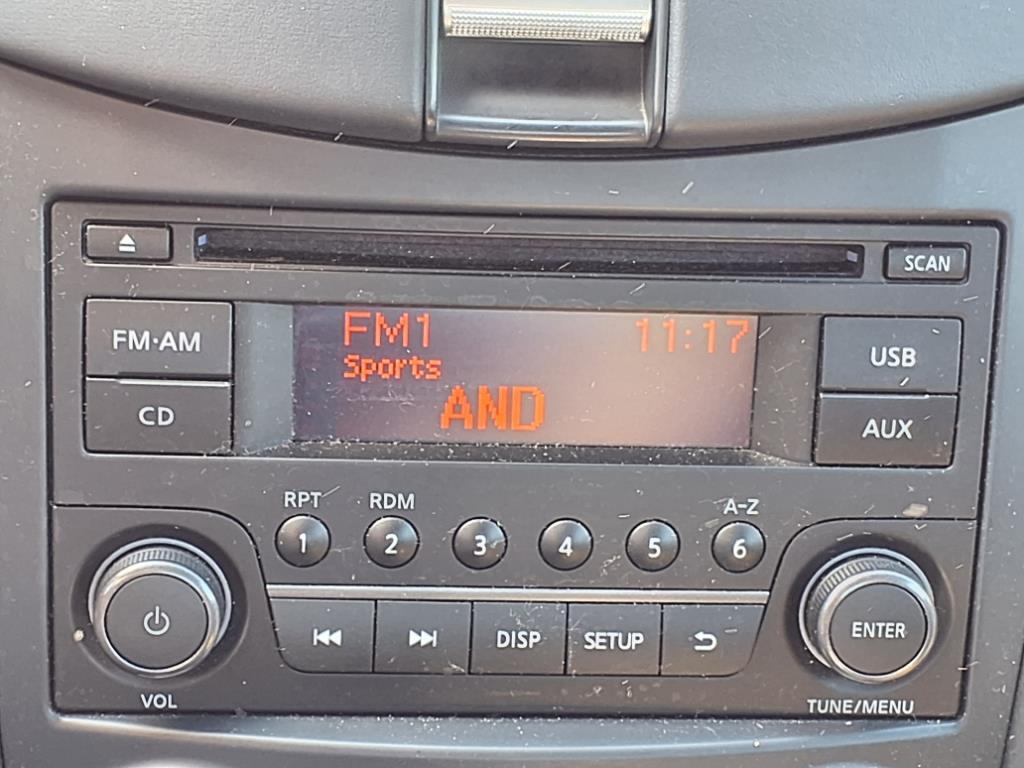 SCAN
FM·AM
FM1 11:17
Sports
AND
USB
CD
AUX
RPT RDM A-Z
1 2 3 4 5 6
DISP SETUP
ENTER
VOL
TUNE/MENU